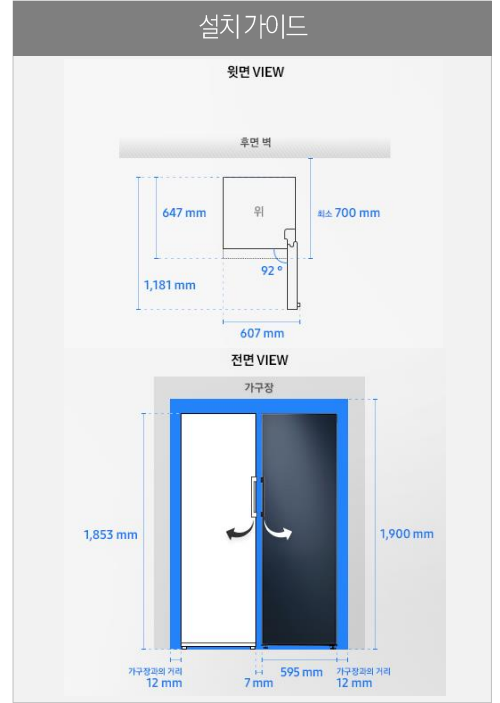 설치 가이드
윗면 VIEW
후면 벽
647 mm
위
최소 700 mm
92 º
1,181 mm
607 mm
전면 VIEW
가구장
1,853 mm
1,900 mm
가구장과의 거리
12 mm
7 mm
595 mm
가구장과의 거리
12 mm